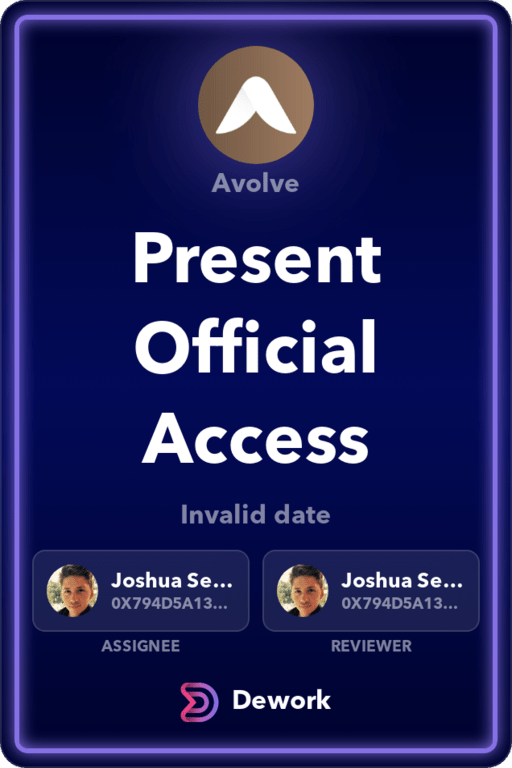 Avolve
Present
Official
Access
Invalid date
Joshua Se...
0X794D5A13...
ASSIGNEE
Joshua Se...
0X794D5A13...
REVIEWER
Dework